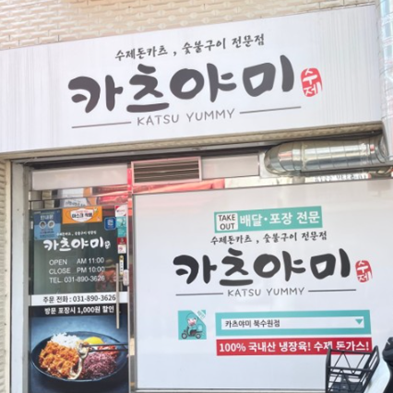 수제돈카츠 , 숯불구이 전문점
카츠야미 수제
KATSU YUMMY
카츠야미
OPEN AM 11:00
CLOSE PM 10:00
TEL. 031-890-3626
주문 전화 : 031-890-3626
방문 포장시 1,000원 할인
TAKE OUT 배달·포장 전문
수제돈카츠 , 숯불구이 전문점
카츠야미 수제
KATSU YUMMY
카츠야미 북수원점
100% 국내산 냉장육! 수제 돈가스!